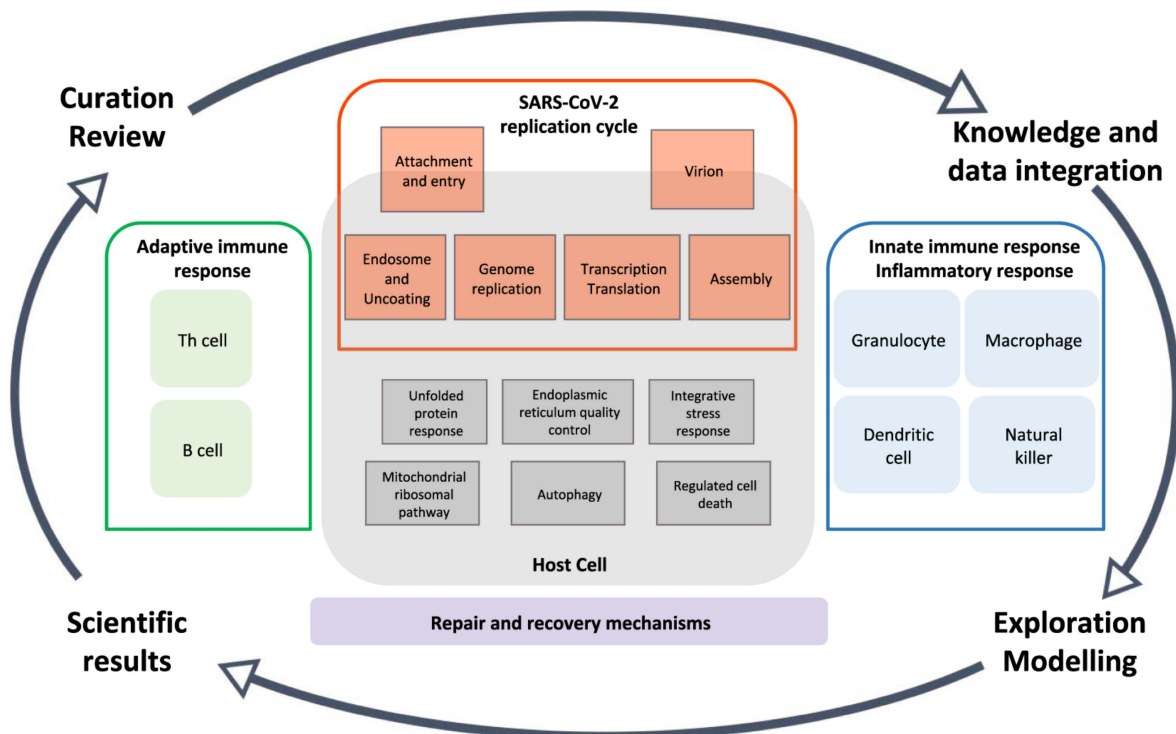 Curation
Review
Knowledge and
data integration
SARS-CoV-2
replication cycle
Attachment
and entry
Virion
Endosome
and
Uncoating
Genome
replication
Transcription
Translation
Assembly
Adaptive immune
response
Th cell
B cell
Innate immune response
Inflammatory response
Granulocyte
Macrophage
Dendritic
cell
Natural
killer
Unfolded
protein
response
Endoplasmic
reticulum quality
control
Integrative
stress
response
Mitochondrial
ribosomal
pathway
Autophagy
Regulated cell
death
Host Cell
Repair and recovery mechanisms
Scientific
results
Exploration
Modelling